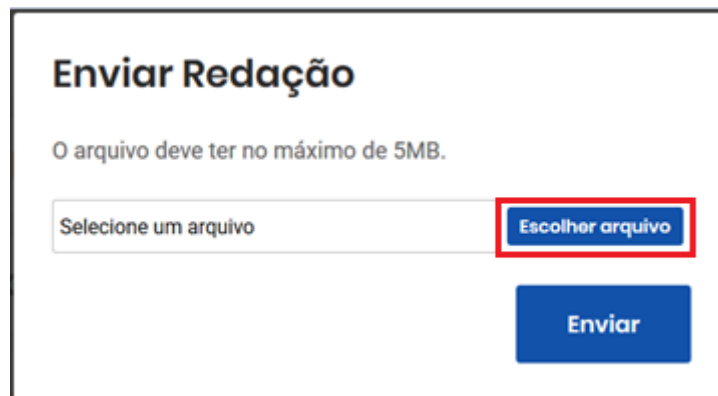 Enviar Redação
O arquivo deve ter no máximo de 5MB.
Selecione um arquivo
Escolher arquivo
Enviar